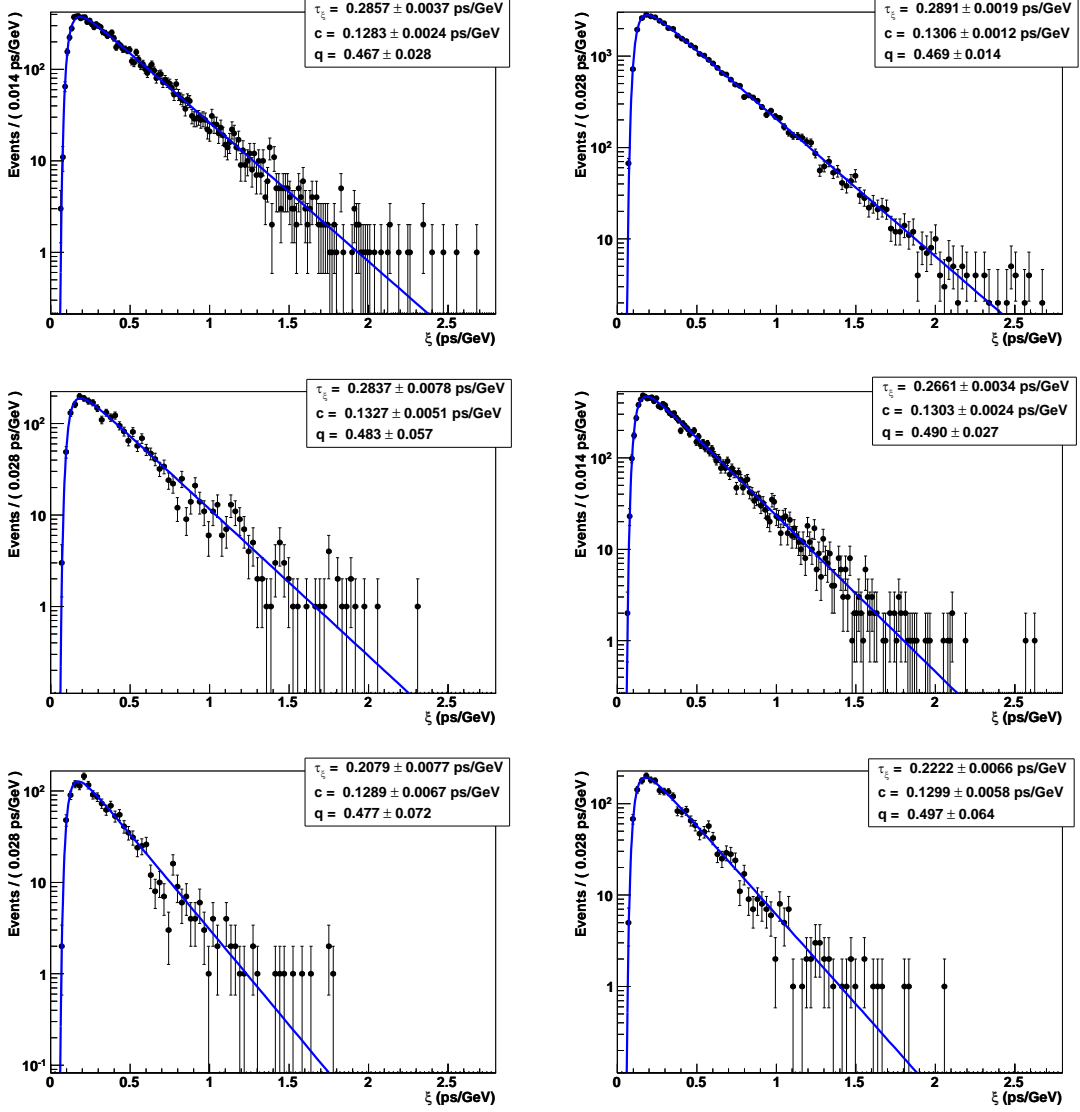 τξ = 0.2857 ± 0.0037 ps/GeV
c = 0.1283 ± 0.0024 ps/GeV
q = 0.467 ± 0.028
Events / ( 0.014 ps/GeV )
10²
10
1
0 0.5 1 1.5 2 2.5
ξ (ps/GeV)
τξ = 0.2891 ± 0.0019 ps/GeV
c = 0.1306 ± 0.0012 ps/GeV
q = 0.469 ± 0.014
Events / ( 0.028 ps/GeV )
10³
10²
10
0 0.5 1 1.5 2 2.5
ξ (ps/GeV)
τξ = 0.2837 ± 0.0078 ps/GeV
c = 0.1327 ± 0.0051 ps/GeV
q = 0.483 ± 0.057
Events / ( 0.028 ps/GeV )
10²
10
1
0 0.5 1 1.5 2 2.5
ξ (ps/GeV)
τξ = 0.2661 ± 0.0034 ps/GeV
c = 0.1303 ± 0.0024 ps/GeV
q = 0.490 ± 0.027
Events / ( 0.014 ps/GeV )
10²
10
1
0 0.5 1 1.5 2 2.5
ξ (ps/GeV)
τξ = 0.2079 ± 0.0077 ps/GeV
c = 0.1289 ± 0.0067 ps/GeV
q = 0.477 ± 0.072
Events / ( 0.028 ps/GeV )
10²
10
1
10⁻¹
0 0.5 1 1.5 2 2.5
ξ (ps/GeV)
τξ = 0.2222 ± 0.0066 ps/GeV
c = 0.1299 ± 0.0058 ps/GeV
q = 0.497 ± 0.064
Events / ( 0.028 ps/GeV )
10²
10
1
0 0.5 1 1.5 2 2.5
ξ (ps/GeV)